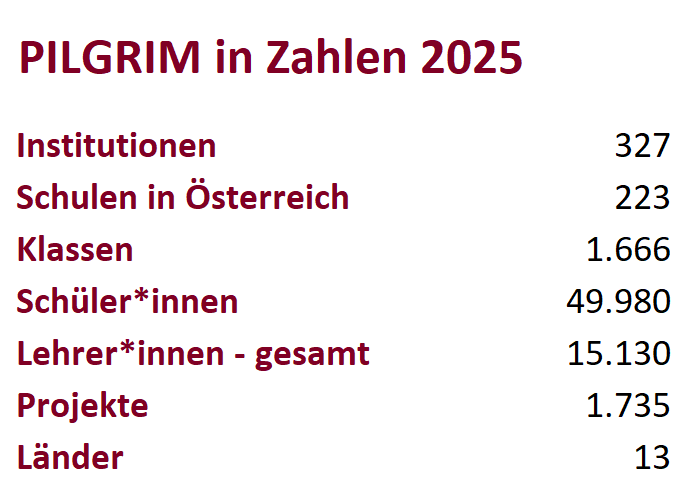 PILGRIM in Zahlen 2025
Institutionen 327
Schulen in Österreich 223
Klassen 1.666
Schüler*innen 49.980
Lehrer*innen - gesamt 15.130
Projekte 1.735
Länder 13